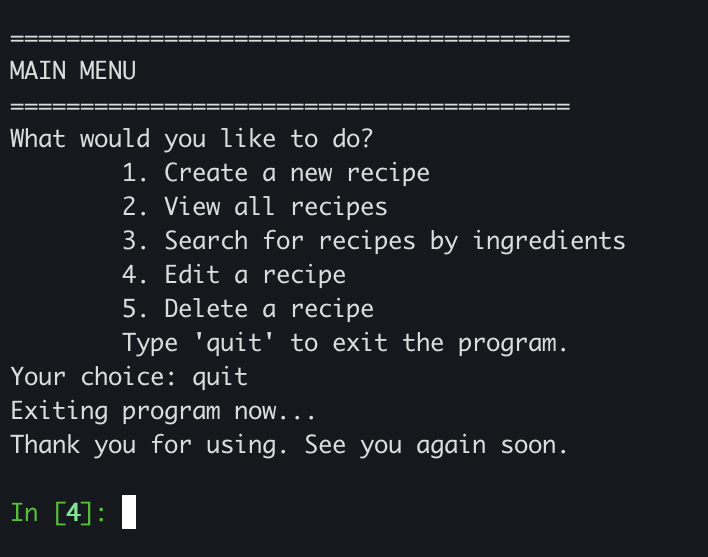 ========================================
MAIN MENU
========================================
What would you like to do?
        1. Create a new recipe
        2. View all recipes
        3. Search for recipes by ingredients
        4. Edit a recipe
        5. Delete a recipe
        Type 'quit' to exit the program.
Your choice: quit
Exiting program now...
Thank you for using. See you again soon.
In [4]: